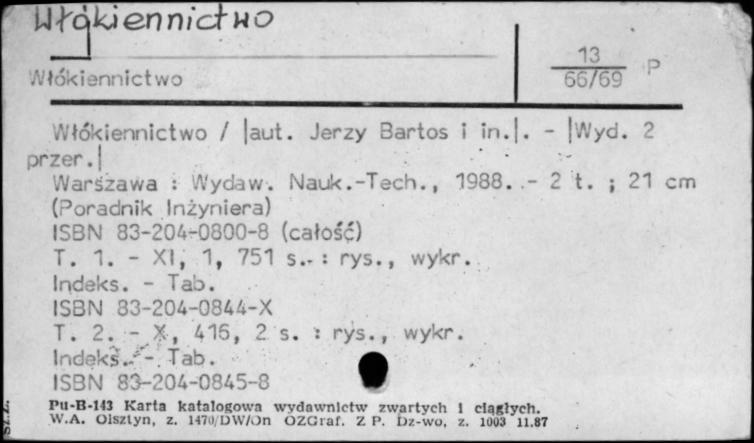 Włókiennictwo
13
66/69 P
Włókiennictwo
Włókiennictwo / |aut. Jerzy Bartos i in.|. - |Wyd. 2
przer.|
Warszawa : Wydaw. Nauk.-Tech., 1988. - 2 t. ; 21 cm
(Poradnik Inżyniera)
ISBN 83-204-0800-8 (całość)
T. 1. - XI, 1, 751 s. : rys., wykr.
Indeks. - Tab.
ISBN 83-204-0844-X
T. 2. - X, 416, 2 s. : rys., wykr.
Indeks. - Tab.
ISBN 83-204-0845-8
Pu-B-143 Karta katalogowa wydawnictw zwartych i ciągłych.
W.A. Olsztyn, z. 1470/DW/On OZGraf. Z P. Dz-wo, z. 1003 11.87